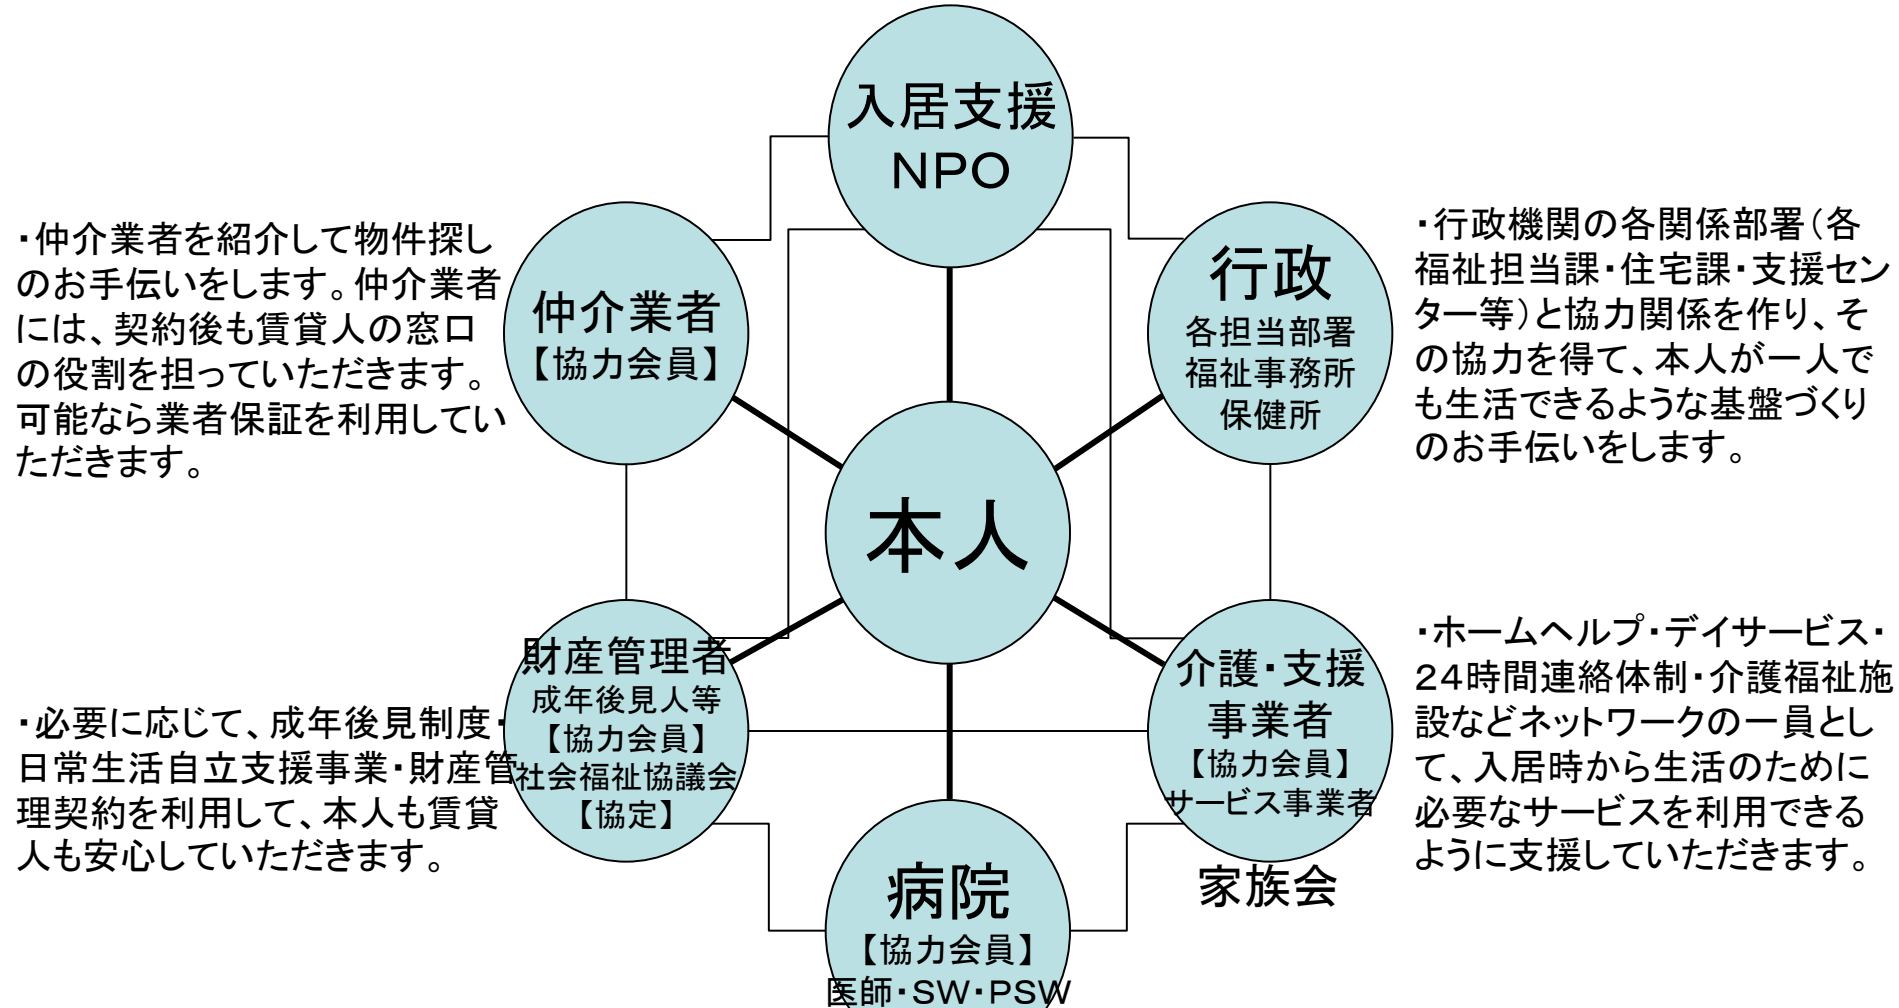 入居支援
NPO
・仲介業者を紹介して物件探し
のお手伝いをします。仲介業者
には、契約後も賃貸人の窓口
の役割を担っていただきます。
可能なら業者保証を利用してい
ただきます。
仲介業者
【協力会員】
行政
各担当部署
福祉事務所
保健所
・行政機関の各関係部署（各
福祉担当課・住宅課・支援セン
ター等）と協力関係を作り、そ
の協力を得て、本人が一人で
も生活できるような基盤づくり
のお手伝いをします。
本人
・必要に応じて、成年後見制度・
日常生活自立支援事業・財産管
理契約を利用して、本人も賃貸
人も安心していただきます。
財産管理者
成年後見人等
【協力会員】
社会福祉協議会
【協定】
介護・支援
事業者
【協力会員】
サービス事業者
家族会
・ホームヘルプ・デイサービス・
24時間連絡体制・介護福祉施
設などネットワークの一員とし
て、入居時から生活のために
必要なサービスを利用できる
ように支援していただきます。
病院
【協力会員】
医師・SW・PSW